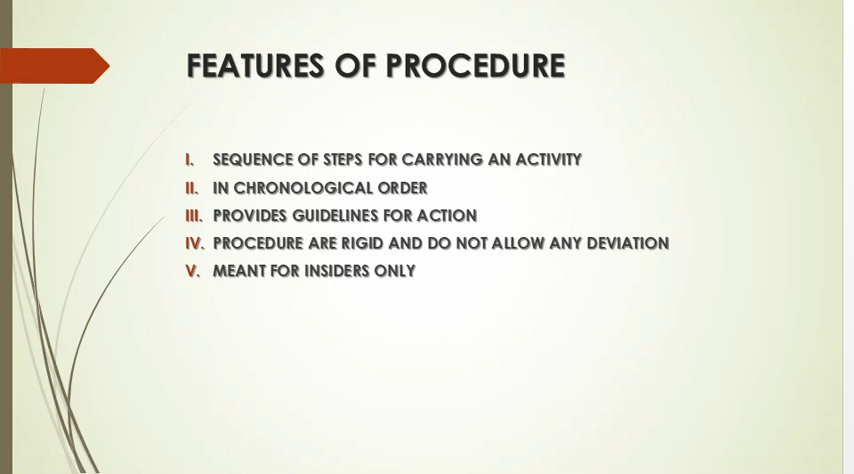 FEATURES OF PROCEDURE
I. SEQUENCE OF STEPS FOR CARRYING AN ACTIVITY
II. IN CHRONOLOGICAL ORDER
III. PROVIDES GUIDELINES FOR ACTION
IV. PROCEDURE ARE RIGID AND DO NOT ALLOW ANY DEVIATION
V. MEANT FOR INSIDERS ONLY